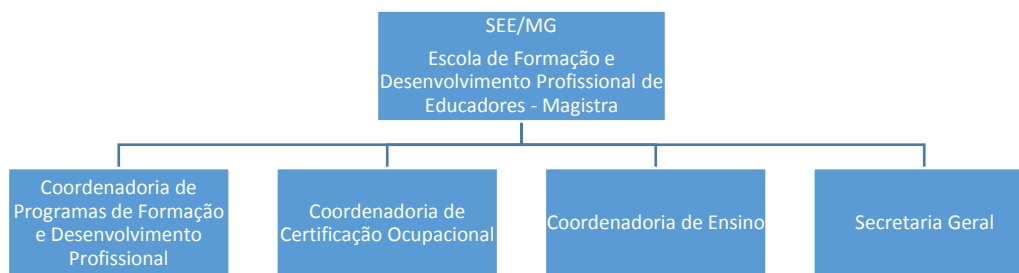 SEE/MG
Escola de Formação e
Desenvolvimento Profissional de
Educadores - Magistra
Coordenadoria de
Programas de Formação
e Desenvolvimento
Profissional
Coordenadoria de
Certificação Ocupacional
Coordenadoria de Ensino
Secretaria Geral